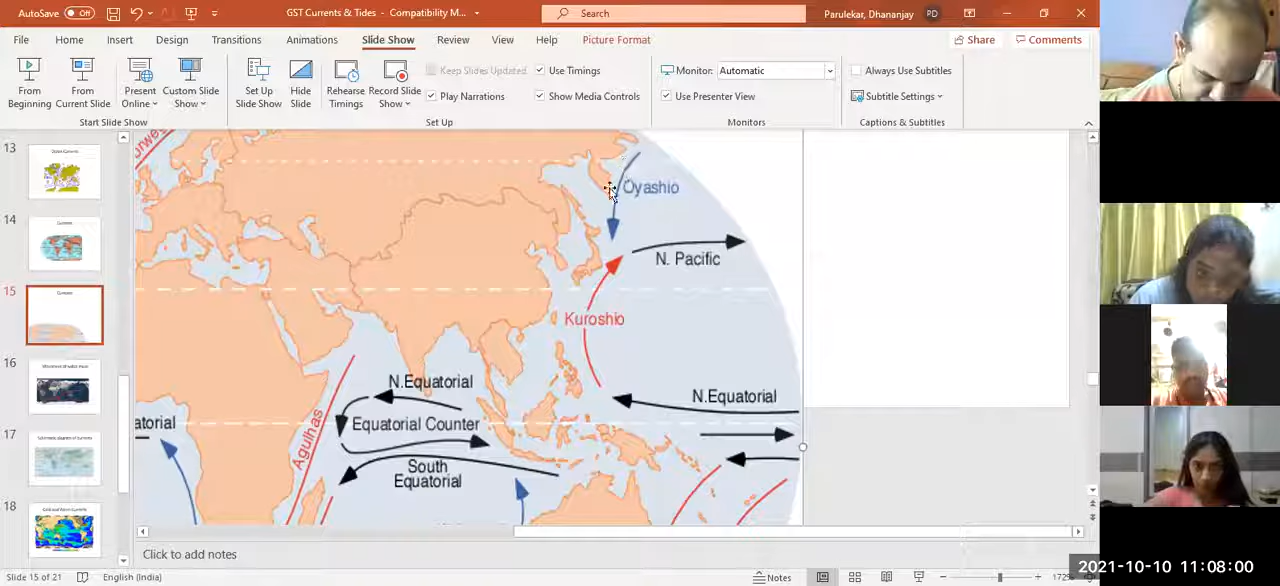 AutoSave Off GST Currents & Tides - Compatibility M... Search Parulekar, Dhananjay PD
File Home Insert Design Transitions Animations Slide Show Review View Help Picture Format Share Comments
From Beginning
From Current Slide
Present Online
Custom Slide Show
Start Slide Show
Set Up Slide Show
Hide Slide
Rehearse Timings
Record Slide Show
Keep Slides Updated
Play Narrations
Use Timings
Show Media Controls
Set Up
Monitor: Automatic
Use Presenter View
Monitors
Always Use Subtitles
Subtitle Settings
Captions & Subtitles
13
14
15
16
17
18
Oyashio
N. Pacific
Kuroshio
N.Equatorial
N.Equatorial
Equatorial Counter
atorial
Agulhas
South
Equatorial
Click to add notes
Slide 15 of 21 English (India) Notes 172%
2021-10-10 11:08:00